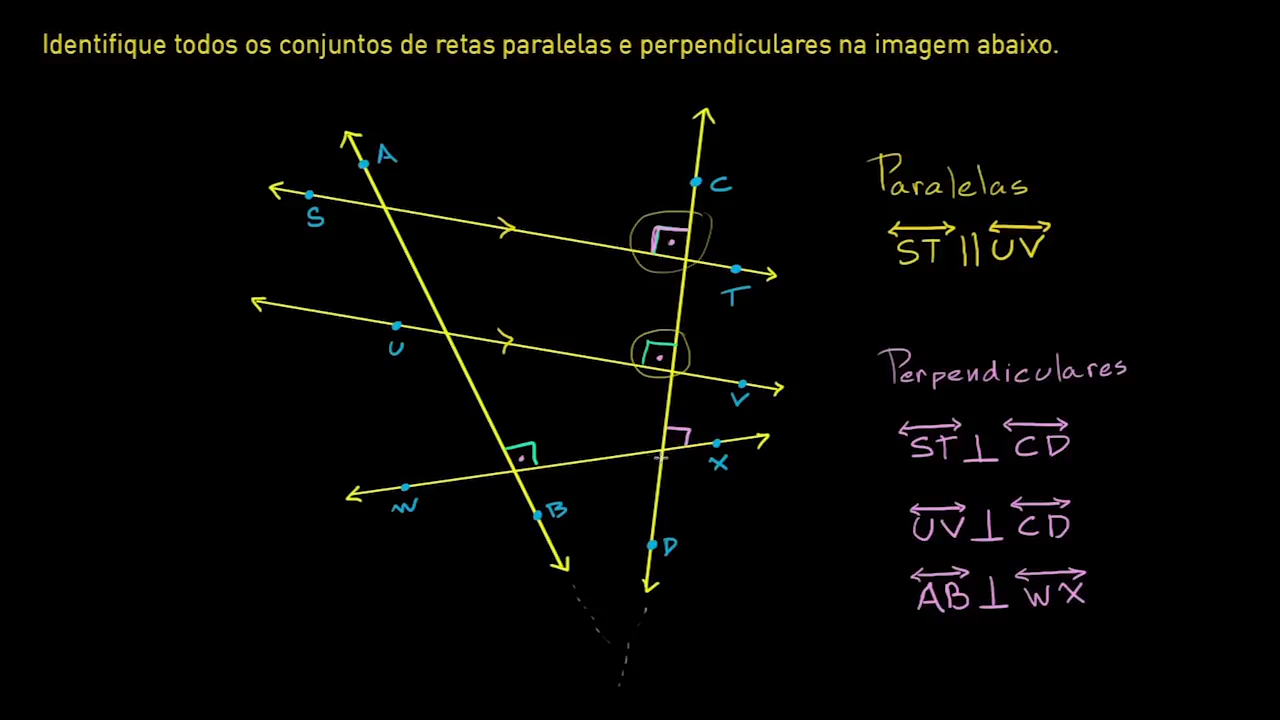 Identifique todos os conjuntos de retas paralelas e perpendiculares na imagem abaixo.
A
S
C
T
U
V
W
X
B
D
Paralelas
ST || UV
Perpendiculares
ST ⊥ CD
UV ⊥ CD
AB ⊥ WX